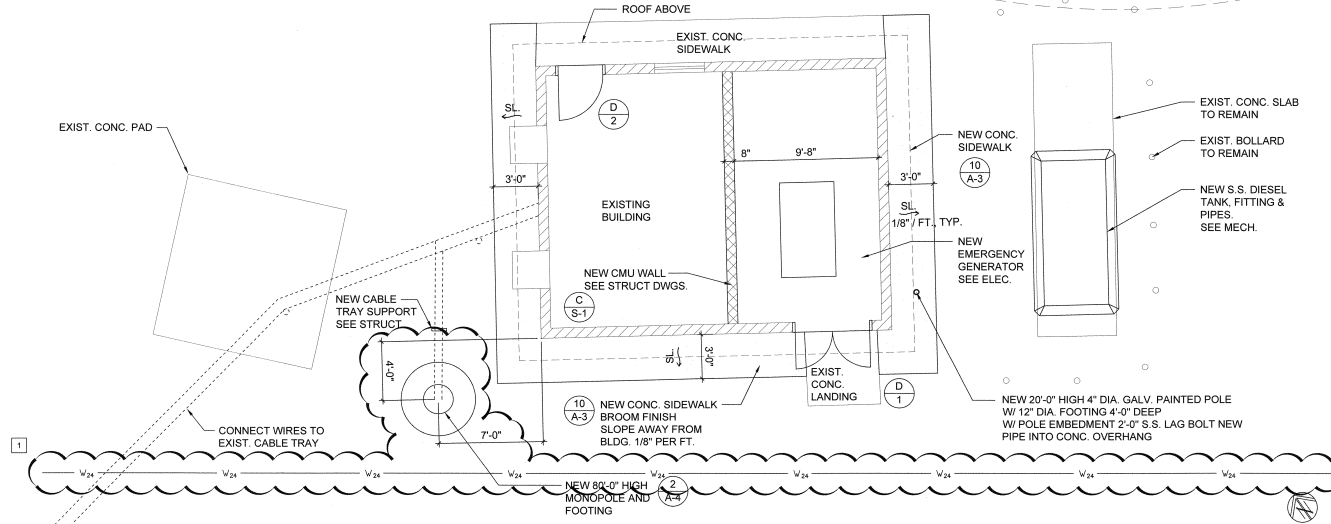 ROOF ABOVE
EXIST. CONC.
SIDEWALK
EXIST. CONC. PAD
SL.
D
2
3'-0"
EXISTING
BUILDING
8"
9'-8"
3'-0"
SL.
1/8" / FT., TYP.
NEW CONC.
SIDEWALK
10
A-3
EXIST. CONC. SLAB
TO REMAIN
EXIST. BOLLARD
TO REMAIN
NEW S.S. DIESEL
TANK, FITTING &
PIPES.
SEE MECH.
NEW
EMERGENCY
GENERATOR
SEE ELEC.
NEW CMU WALL
SEE STRUCT DWGS.
C
S-1
NEW CABLE
TRAY SUPPORT
SEE STRUCT
4'-0"
7'-0"
SL.
3'-0"
EXIST.
CONC.
LANDING
D
1
10
A-3
NEW CONC. SIDEWALK
BROOM FINISH
SLOPE AWAY FROM
BLDG. 1/8" PER FT.
NEW 20'-0" HIGH 4" DIA. GALV. PAINTED POLE
W/ 12" DIA. FOOTING 4'-0" DEEP
W/ POLE EMBEDMENT 2'-0" S.S. LAG BOLT NEW
PIPE INTO CONC. OVERHANG
CONNECT WIRES TO
EXIST. CABLE TRAY
1
W24 W24 W24 W24 W24 W24 W24 W24 W24
NEW 80'-0" HIGH
MONOPOLE AND
FOOTING
2
A-4
N